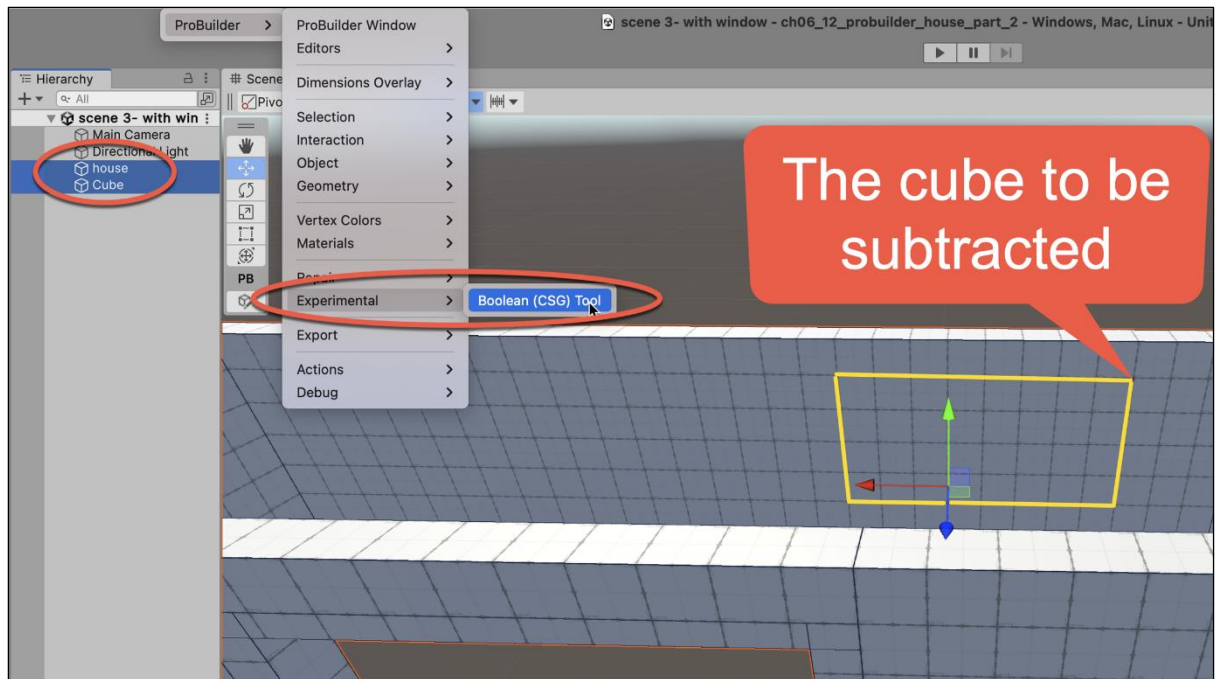 ProBuilder >
ProBuilder Window
scene 3- with window - ch06_12_probuilder_house_part_2 - Windows, Mac, Linux - Unit
Editors >
Hierarchy
# Scene
Dimensions Overlay >
All
Pivo
scene 3- with win
Selection >
Main Camera
Interaction >
Directional Light
Object >
house
Geometry >
Cube
Vertex Colors >
Materials >
PB
Repair >
Experimental >
Boolean (CSG) Tool
Export >
Actions >
Debug >
The cube to be
subtracted